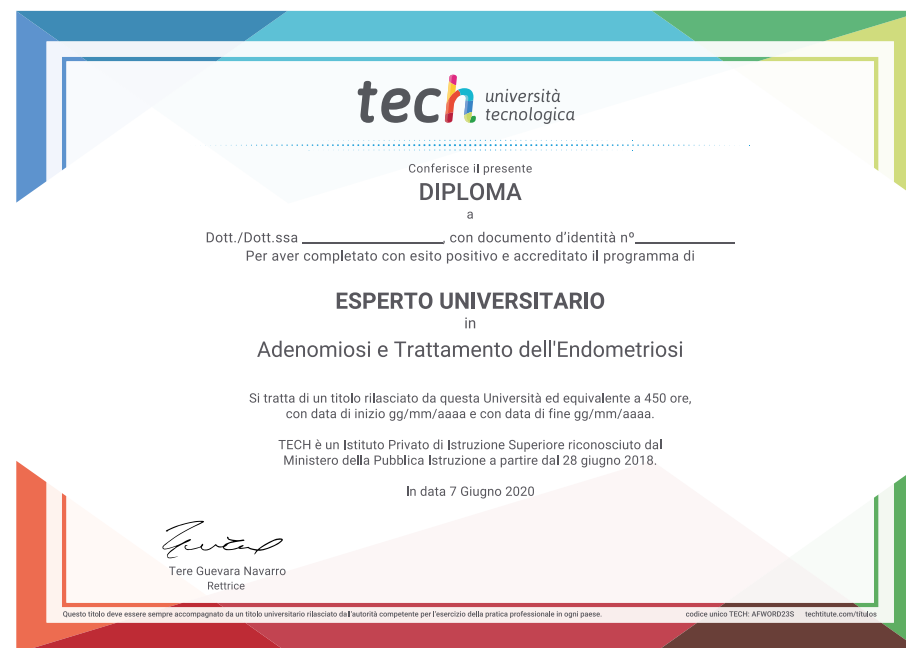 tech università
tecnologica
Conferisce il presente
DIPLOMA
a
Dott./Dott.ssa ____________, con documento d'identità nº____________
Per aver completato con esito positivo e accreditato il programma di
ESPERTO UNIVERSITARIO
in
Adenomiosi e Trattamento dell'Endometriosi
Si tratta di un titolo rilasciato da questa Università ed equivalente a 450 ore,
con data di inizio gg/mm/aaaa e con data di fine gg/mm/aaaa.
TECH è un Istituto Privato di Istruzione Superiore riconosciuto dal
Ministero della Pubblica Istruzione a partire dal 28 giugno 2018.
In data 7 Giugno 2020
Tere Guevara Navarro
Rettrice
Questo titolo deve essere sempre accompagnato da un titolo universitario rilasciato dall'autorità competente per l'esercizio della pratica professionale in ogni paese. codice unico TECH: AFWORD23S techtitute.com/títulos